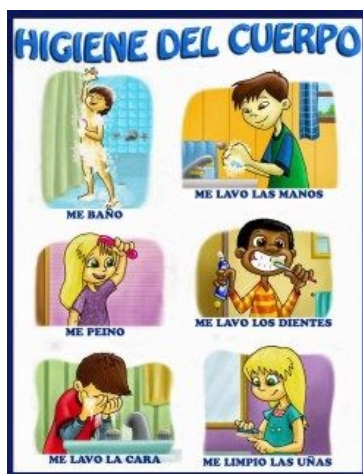 HIGIENE DEL CUERPO
ME BAÑO
ME LAVO LAS MANOS
ME PEINO
ME LAVO LOS DIENTES
ME LAVO LA CARA
ME LIMPIO LAS UÑAS